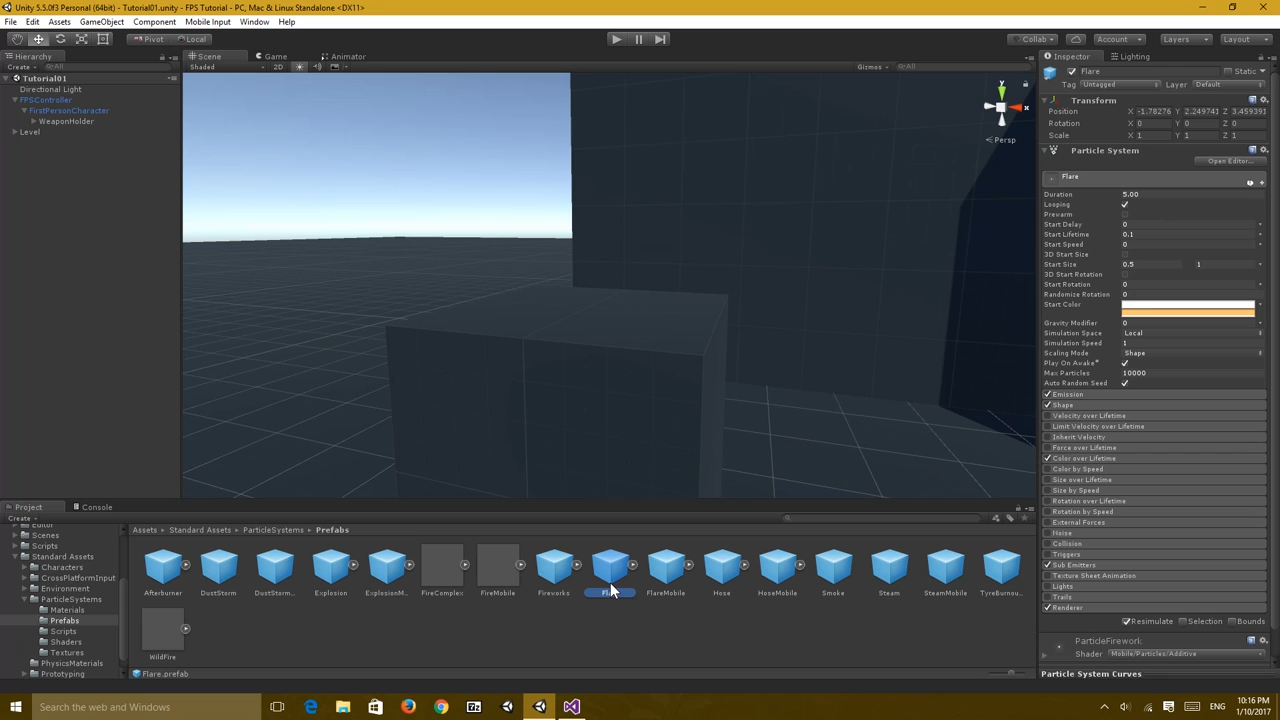 Unity 5.5.0f3 Personal (64bit) - Tutorial01.unity - FPS Tutorial - PC, Mac & Linux Standalone <DX11>
File Edit Assets GameObject Component Mobile Input Window Help
Pivot Local Collab Account Layers Layout
Hierarchy Scene Game Animator Inspector Lighting
Create All Shaded 2D Gizmos All Flare Static
Tutorial01 Tag Untagged Layer Default
Directional Light
FPSController
FirstPersonCharacter
WeaponHolder
Level
y
x
Persp
Transform
Position X -1.78276 Y 2.249741 Z 3.459391
Rotation X 0 Y 0 Z 0
Scale X 1 Y 1 Z 1
Particle System
Open Editor...
Flare
Duration 5.00
Looping
Prewarm
Start Delay 0
Start Lifetime 0.1
Start Speed 0
3D Start Size
Start Size 0.5 1
3D Start Rotation
Start Rotation 0
Randomize Rotation 0
Start Color
Gravity Modifier 0
Simulation Space Local
Simulation Speed 1
Scaling Mode Shape
Play On Awake*
Max Particles 10000
Auto Random Seed
Emission
Shape
Velocity over Lifetime
Limit Velocity over Lifetime
Inherit Velocity
Force over Lifetime
Color over Lifetime
Color by Speed
Size over Lifetime
Size by Speed
Rotation over Lifetime
Rotation by Speed
External Forces
Noise
Collision
Triggers
Sub Emitters
Texture Sheet Animation
Lights
Trails
Renderer
Resimulate Selection Bounds
ParticleFirework
Shader Mobile/Particles/Additive
Particle System Curves
Project Console
Create
Editor
Scenes
Scripts
Standard Assets
Characters
CrossPlatformInput
Environment
ParticleSystems
Materials
Prefabs
Scripts
Shaders
Textures
PhysicsMaterials
Prototyping
Assets Standard Assets ParticleSystems Prefabs
Afterburner DustStorm DustStorm... Explosion ExplosionM... FireComplex FireMobile Fireworks FlareMobile Hose HoseMobile Smoke Steam SteamMobile TyreBurnou...
WildFire
Flare.prefab
Search the web and Windows
ENG
10:16 PM
1/10/2017